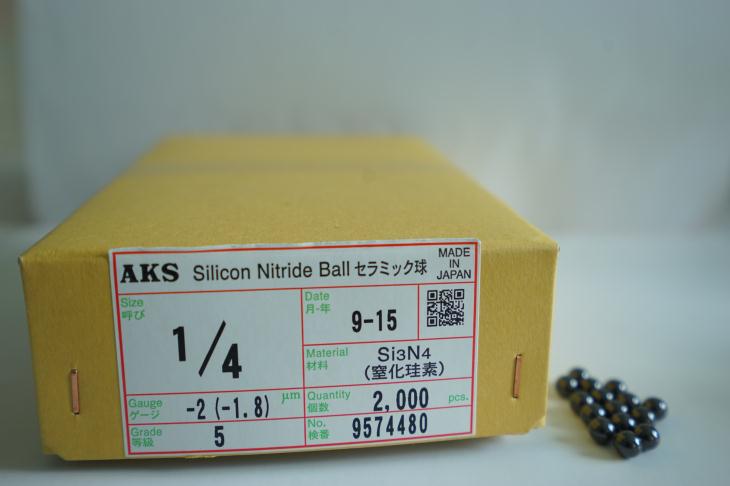 AKS Silicon Nitride Ball セラミック球 MADE IN JAPAN
Size
呼び
1/4
Date
月-年
9-15
Material
材料
Si3N4
(窒化珪素)
Gauge
ゲージ
-2 (-1.8) μm
Quantity
個数
2,000 pcs.
Grade
等級
5
No.
検番
9574480